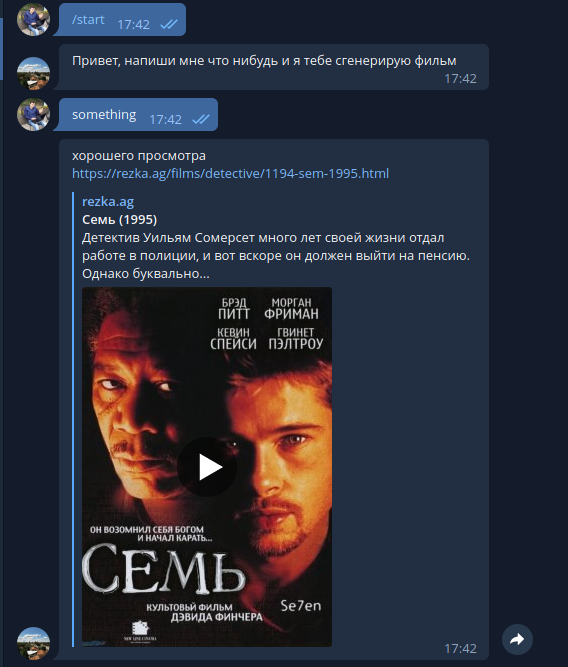 /start 17:42
Привет, напиши мне что нибудь и я тебе сгенерирую фильм
17:42
something 17:42
хорошего просмотра
https://rezka.ag/films/detective/1194-sem-1995.html
rezka.ag
Семь (1995)
Детектив Уильям Сомерсет много лет своей жизни отдал
работе в полиции, и вот вскоре он должен выйти на пенсию.
Однако буквально...
БРЭД
ПИТТ
МОРГАН
ФРИМАН
КЕВИН
СПЕЙСИ
ГВИНЕТ
ПЭЛТРОУ
ОН ВОЗОМНИЛ СЕБЯ БОГОМ
И НАЧАЛ КАРАТЬ...
СЕМЬ
КУЛЬТОВЫЙ ФИЛЬМ
ДЭВИДА ФИНЧЕРА
Se7en
NEW LINE CINEMA
17:42